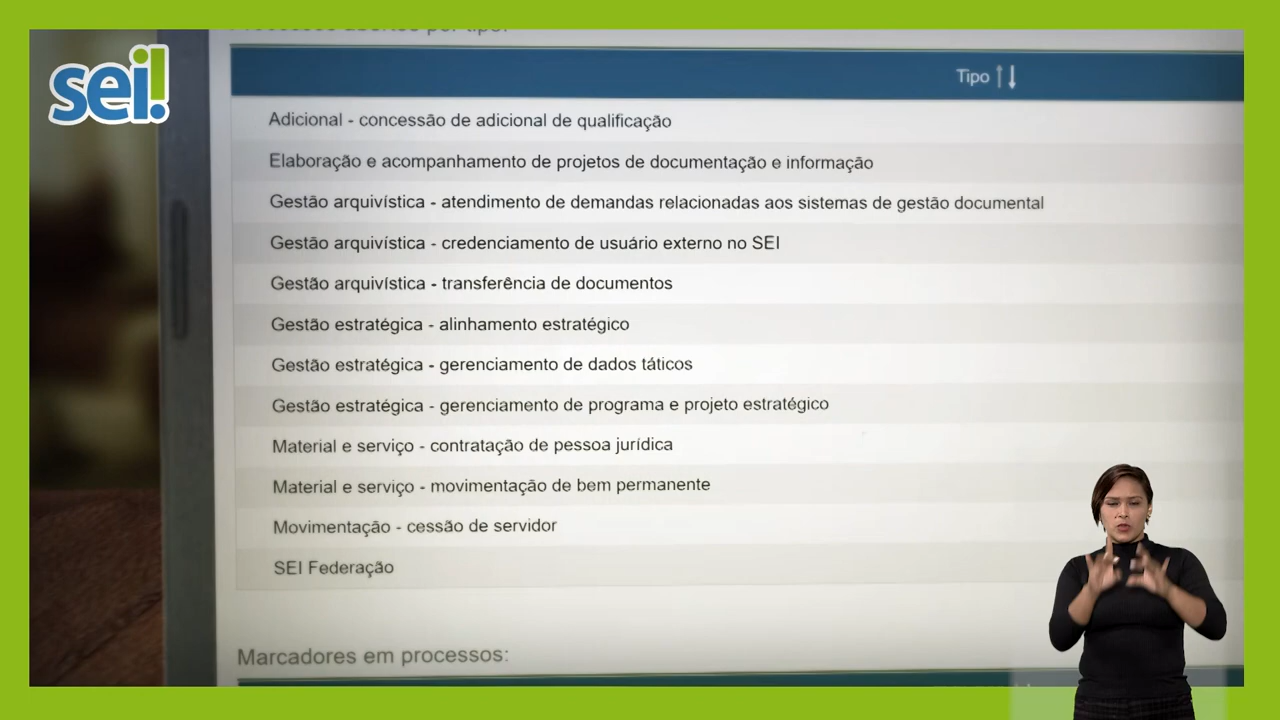 sei!
Processos abertos por tipo:
Tipo
Adicional - concessão de adicional de qualificação
Elaboração e acompanhamento de projetos de documentação e informação
Gestão arquivística - atendimento de demandas relacionadas aos sistemas de gestão documental
Gestão arquivística - credenciamento de usuário externo no SEI
Gestão arquivística - transferência de documentos
Gestão estratégica - alinhamento estratégico
Gestão estratégica - gerenciamento de dados táticos
Gestão estratégica - gerenciamento de programa e projeto estratégico
Material e serviço - contratação de pessoa jurídica
Material e serviço - movimentação de bem permanente
Movimentação - cessão de servidor
SEI Federação
Marcadores em processos: